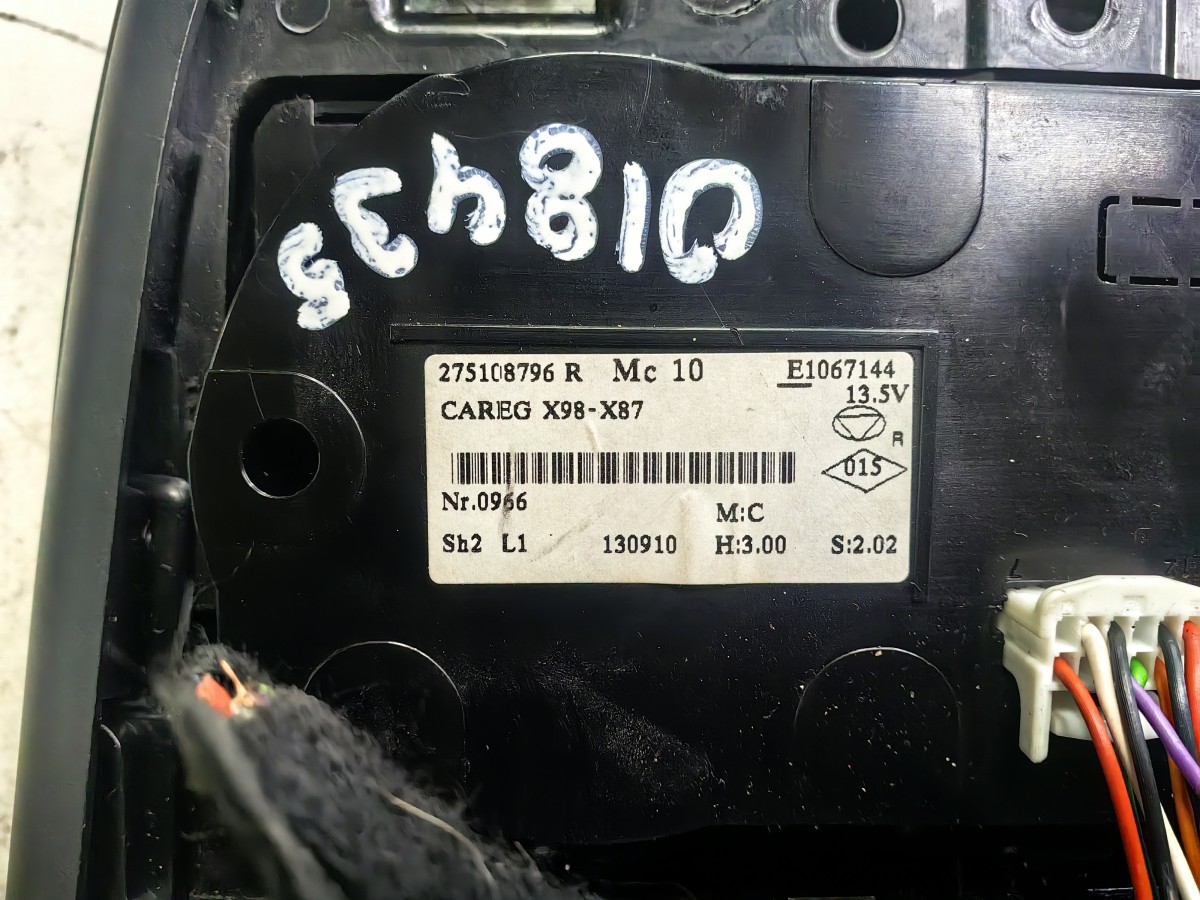 275108796 R Mc 10 E1067144
13.5V
CAREG X98-X87
R
015
Nr.0966
M:C
Sh2 L1 130910 H:3.00 S:2.02